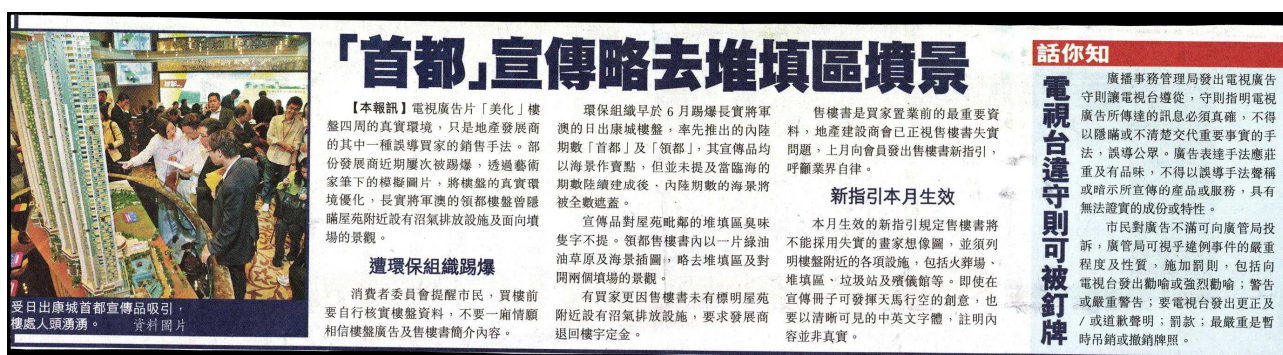 「首都」宣傳略去堆填區墳景
【本報訊】電視廣告片「美化」樓
盤四周的真實環境，只是地產發展商
的其中一種誤導買家的銷售手法。部
份發展商近期屢次被踢爆，透過藝術
家筆下的模擬圖片，將樓盤的真實環
境優化，長實將軍澳的領都樓盤曾隱
瞞屋苑附近設有沼氣排放設施及面向墳
場的景觀。
遭環保組織踢爆
消費者委員會提醒市民，買樓前
要自行核實樓盤資料，不要一廂情願
相信樓盤廣告及售樓書簡介內容。
環保組織早於 6 月踢爆長實將軍
澳的日出康城樓盤，率先推出的內陸
期數「首都」及「領都」，其宣傳品均
以海景作賣點，但並未提及當臨海的
期數陸續建成後，內陸期數的海景將
被全數遮蓋。
宣傳品對屋苑毗鄰的堆填區臭味
隻字不提。領都售樓書內以一片綠油
油草原及海景插圖，略去堆填區及對
開兩個墳場的景觀。
有買家更因售樓書未有標明屋苑
附近設有沼氣排放設施，要求發展商
退回樓宇定金。
售樓書是買家置業前的最重要資
料，地產建設商會已正視售樓書失實
問題，上月向會員發出售樓書新指引，
呼籲業界自律。
新指引本月生效
本月生效的新指引規定售樓書將
不能採用失實的畫家想像圖，並須列
明樓盤附近的各項設施，包括火葬場、
堆填區、垃圾站及殯儀館等。即使在
宣傳冊子可發揮天馬行空的創意，也
要以清晰可見的中英文字體，註明內
容並非真實。
受日出康城首都宣傳品吸引，
樓處人頭湧湧。 資料圖片
話你知
電視台違守則可被釘牌
廣播事務管理局發出電視廣告
守則讓電視台遵從，守則指明電視
廣告所傳達的訊息必須真確，不得
以隱瞞或不清楚交代重要事實的手
法，誤導公眾。廣告表達手法應莊
重及有品味，不得以誤導手法聲稱
或暗示所宣傳的產品或服務，具有
無法證實的成份或特性。
市民對廣告不滿可向廣管局投
訴，廣管局可視乎違例事件的嚴重
程度及性質，施加罰則，包括向
電視台發出勸喻或強烈勸喻；警告
或嚴重警告；要電視台發出更正及
/ 或道歉聲明；罰款；最嚴重是暫
時吊銷或撤銷牌照。